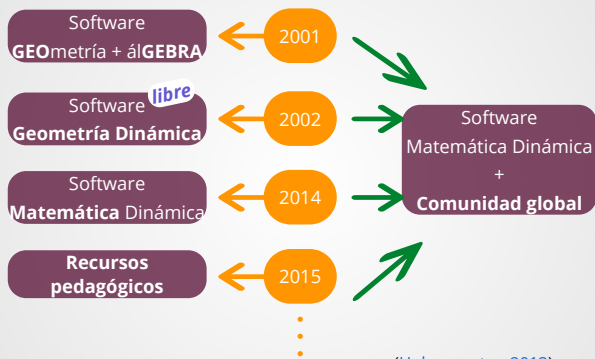 Software
GEOmetría + álGEBRA
2001
Software
libre
Geometría Dinámica
2002
Software
Matemática Dinámica
2014
Recursos
pedagógicos
2015
Software
Matemática Dinámica
+
Comunidad global